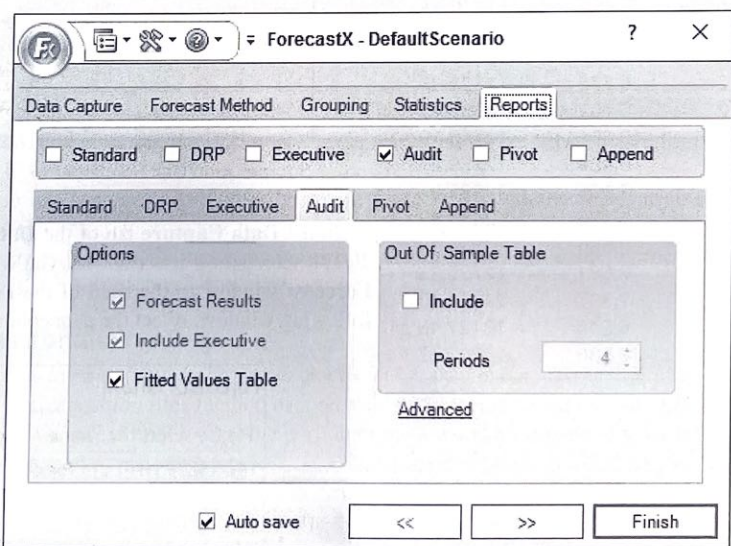 Fx
ForecastX - DefaultScenario ? X
Data Capture Forecast Method Grouping Statistics Reports
Standard DRP Executive Audit Pivot Append
Standard DRP Executive Audit Pivot Append
Options
Forecast Results
Include Executive
Fitted Values Table
Out Of Sample Table
Include
Periods 4
Advanced
Auto save << >> Finish